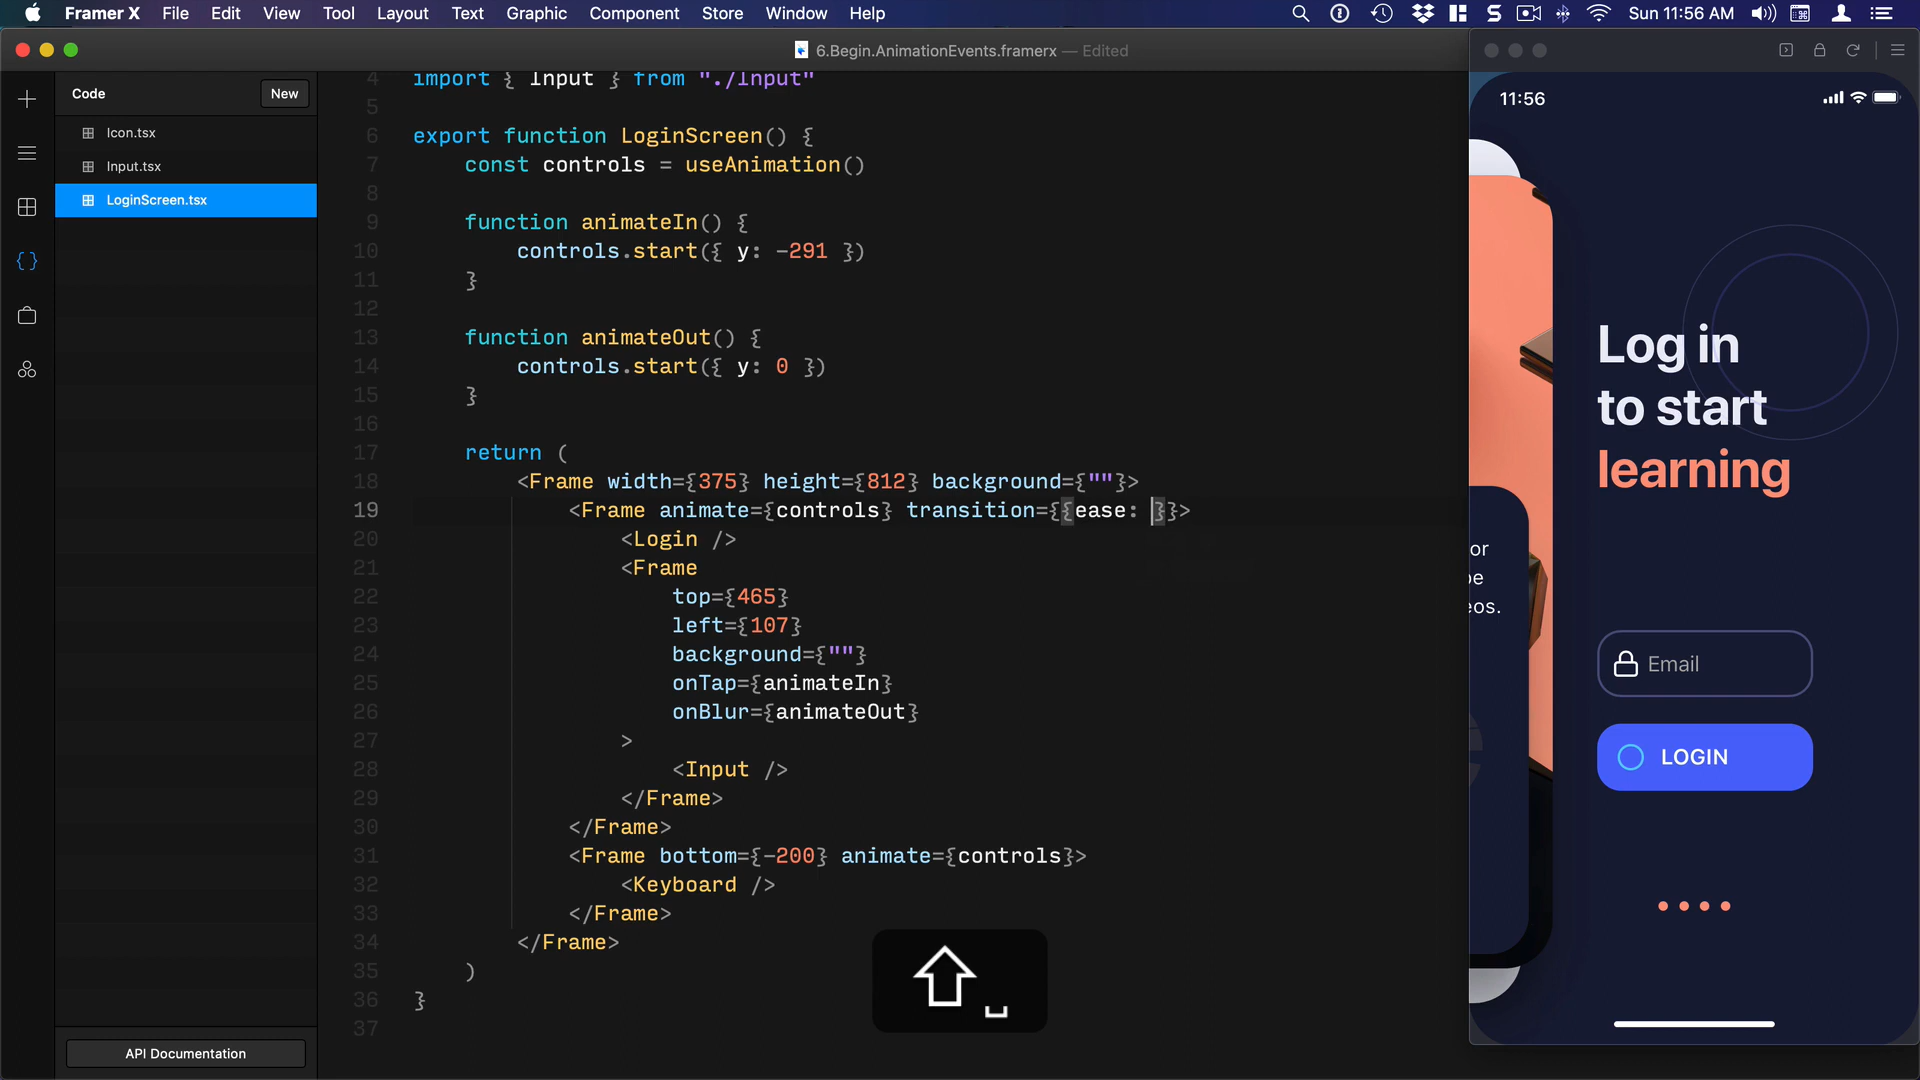 Framer X File Edit View Tool Layout Text Graphic Component Store Window Help Sun 11:56 AM
6.Begin.AnimationEvents.framerx — Edited
Code New
Icon.tsx
Input.tsx
LoginScreen.tsx
API Documentation
4 import { Input } from "./Input"
5
6 export function LoginScreen() {
7 const controls = useAnimation()
8
9 function animateIn() {
10 controls.start({ y: -291 })
11 }
12
13 function animateOut() {
14 controls.start({ y: 0 })
15 }
16
17 return (
18 <Frame width={375} height={812} background={""}>
19 <Frame animate={controls} transition={{ease: }}>
20 <Login />
21 <Frame
22 top={465}
23 left={107}
24 background={""}
25 onTap={animateIn}
26 onBlur={animateOut}
27 >
28 <Input />
29 </Frame>
30 </Frame>
31 <Frame bottom={-200} animate={controls}>
32 <Keyboard />
33 </Frame>
34 </Frame>
35 )
36 }
37
11:56
Log in
to start
learning
or
be
eos.
Email
LOGIN